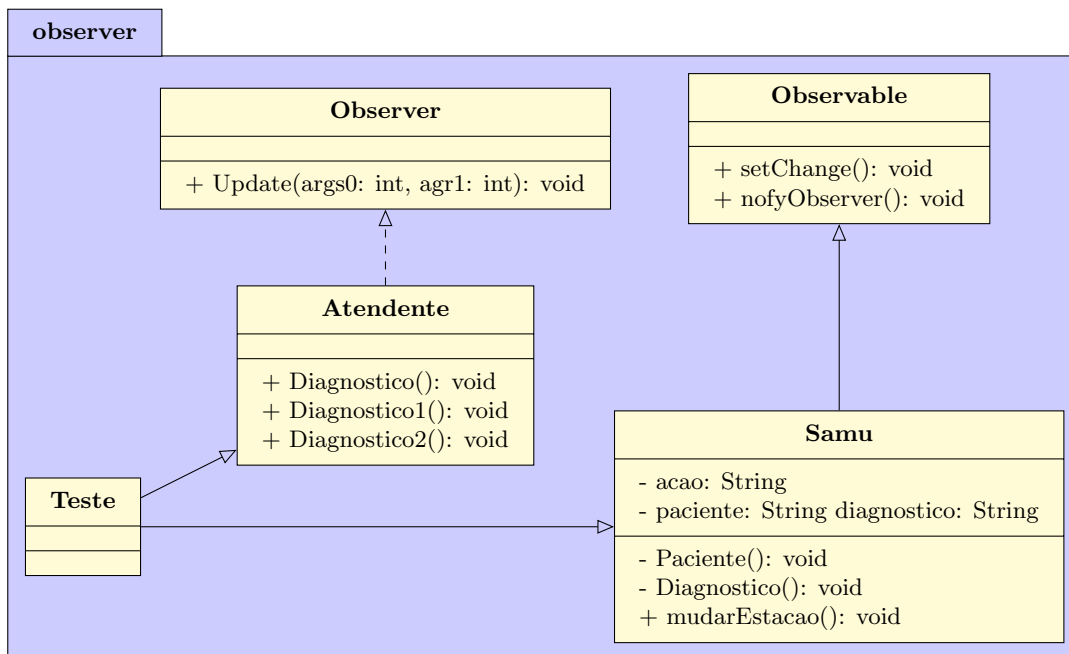 observer
Observer
+ Update(args0: int, agr1: int): void
Observable
+ setChange(): void
+ nofyObserver(): void
Atendente
+ Diagnostico(): void
+ Diagnostico1(): void
+ Diagnostico2(): void
Teste
Samu
- acao: String
- paciente: String diagnostico: String
- Paciente(): void
- Diagnostico(): void
+ mudarEstacao(): void